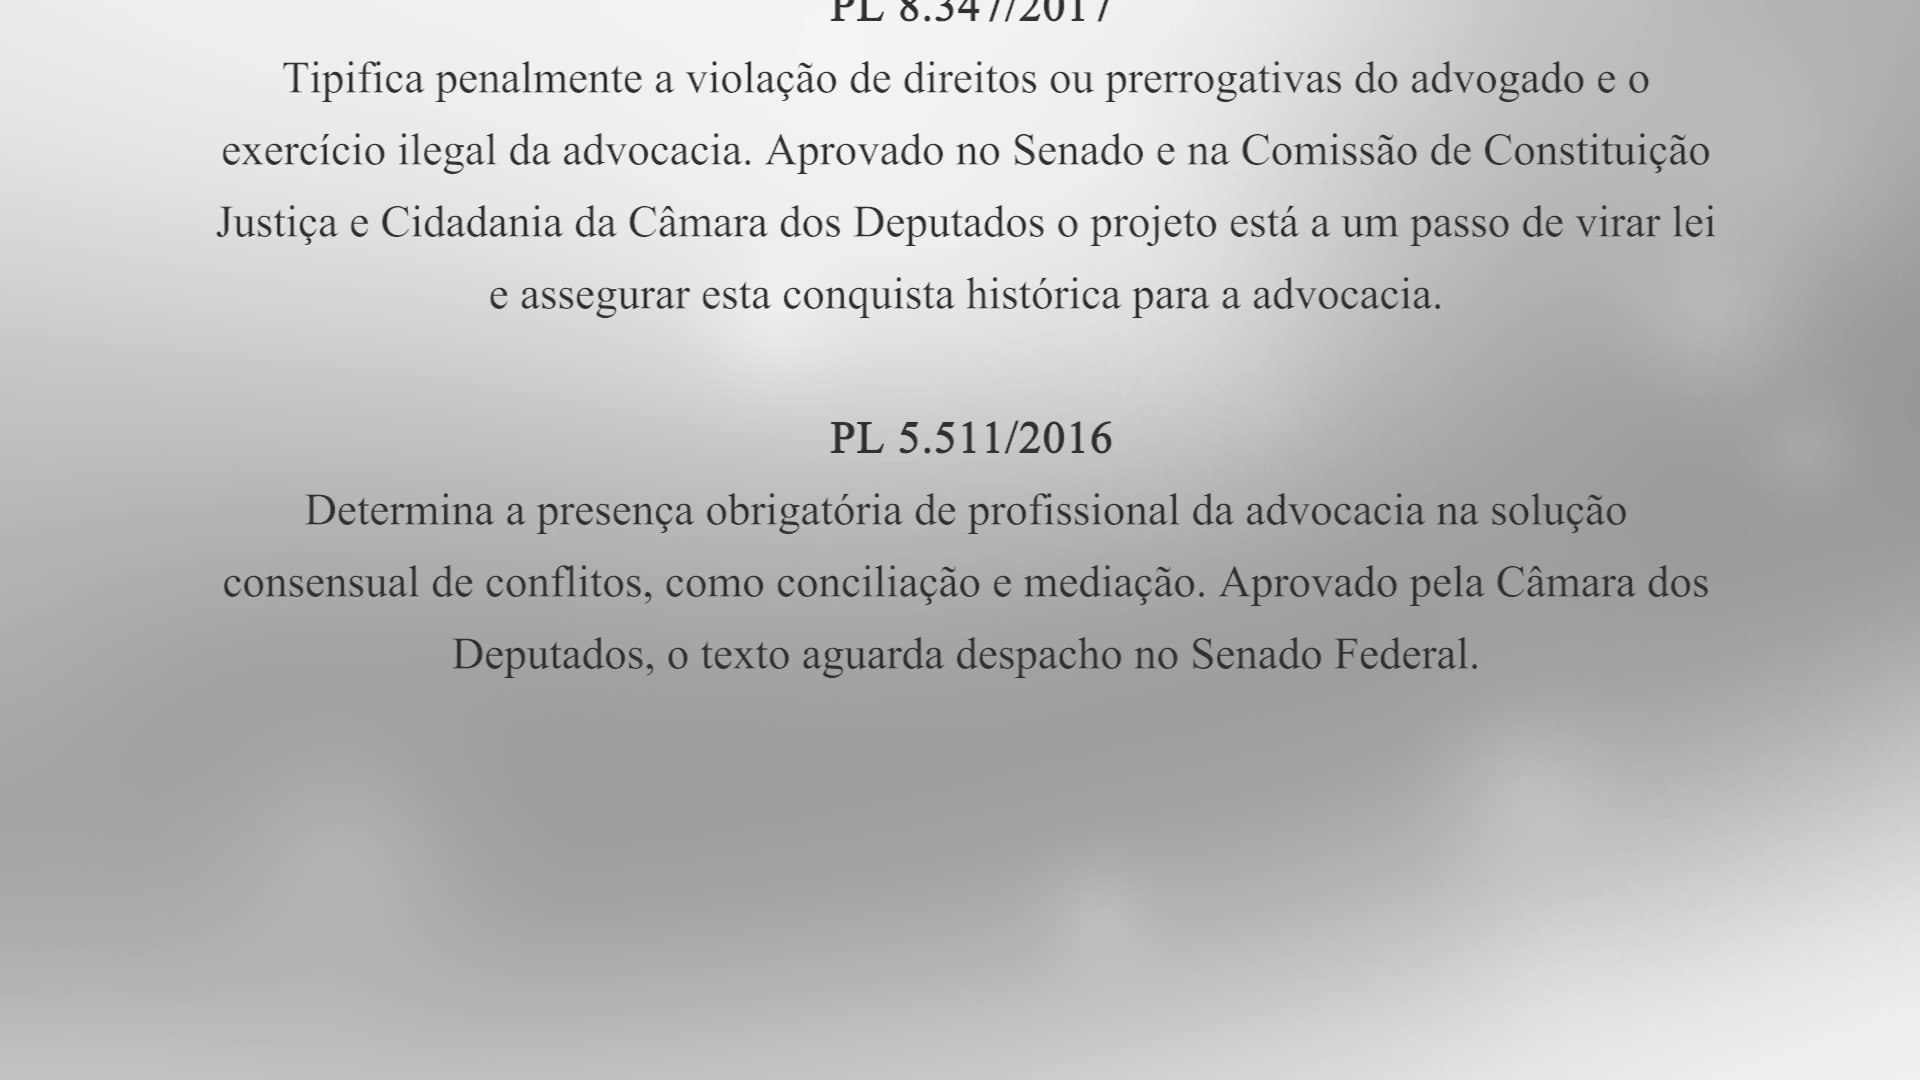 PL 8.347/2017
Tipifica penalmente a violação de direitos ou prerrogativas do advogado e o
exercício ilegal da advocacia. Aprovado no Senado e na Comissão de Constituição
Justiça e Cidadania da Câmara dos Deputados o projeto está a um passo de virar lei
e assegurar esta conquista histórica para a advocacia.
PL 5.511/2016
Determina a presença obrigatória de profissional da advocacia na solução
consensual de conflitos, como conciliação e mediação. Aprovado pela Câmara dos
Deputados, o texto aguarda despacho no Senado Federal.